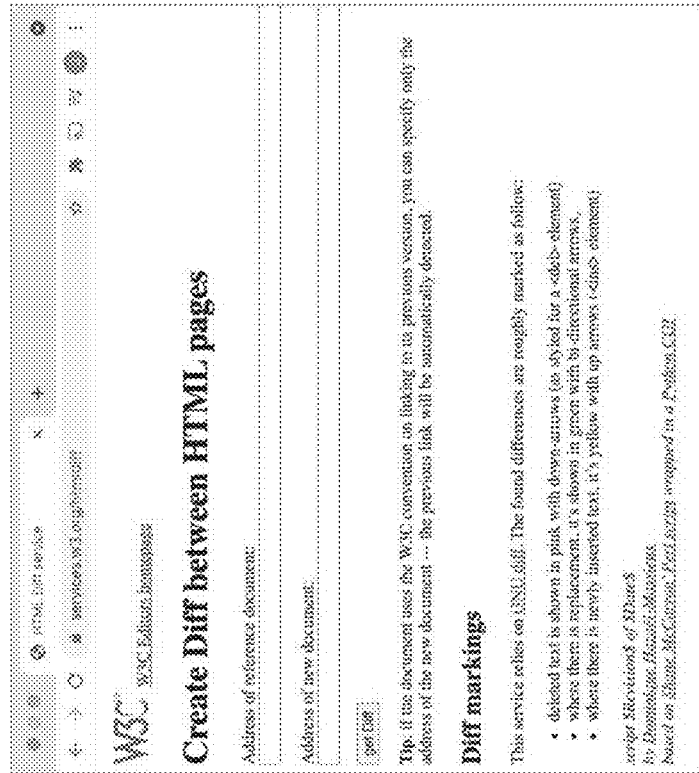 HTML Diff service
services.w3.org/htmldiff
W3C W3C Editors homepage
Create Diff between HTML pages
Address of reference document:
Address of new document:
get Diff
Tip: if the document uses the W3C convention on linking to its previous version, you can specify only the
address of the new document -- the previous link will be automatically detected.
Diff markings
This service relies on GNU diff. The found differences are roughly marked as follow:
• deleted text is shown in pink with down-arrows (as styled for a <del> element)
• where there is replacement, it's shown in green with bi-directional arrows,
• where there is newly inserted text, it's yellow with up arrows (<ins> element)
script $Revision$ of $Date$
by Dominique Hazaël-Massieux
based on Shane McCarron' Perl script wrapped in a Python CGI